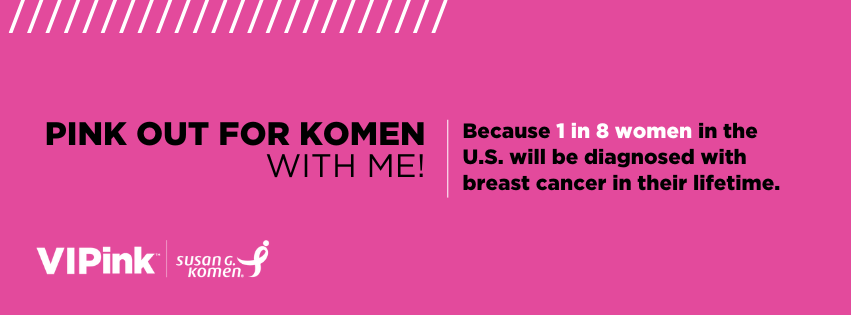 PINK OUT FOR KOMEN
WITH ME!
Because 1 in 8 women in the
U.S. will be diagnosed with
breast cancer in their lifetime.
VIPink™
susan G.
komen®